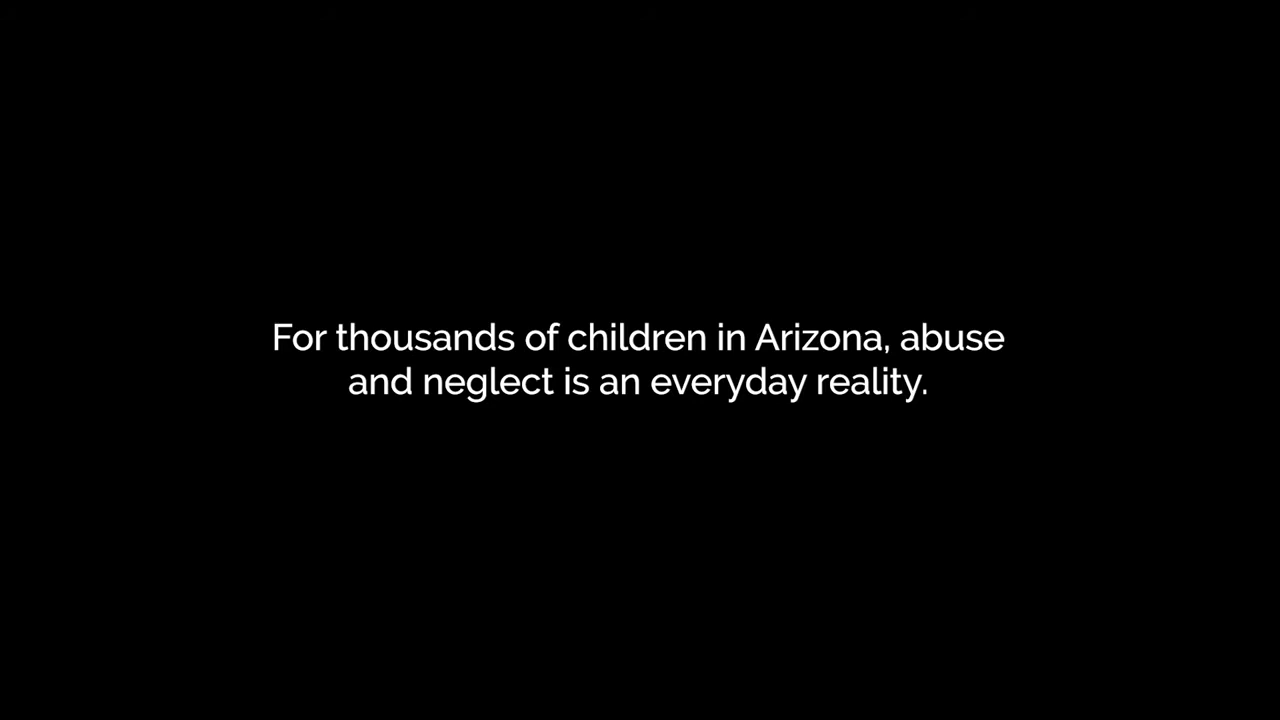 For thousands of children in Arizona, abuse
and neglect is an everyday reality.